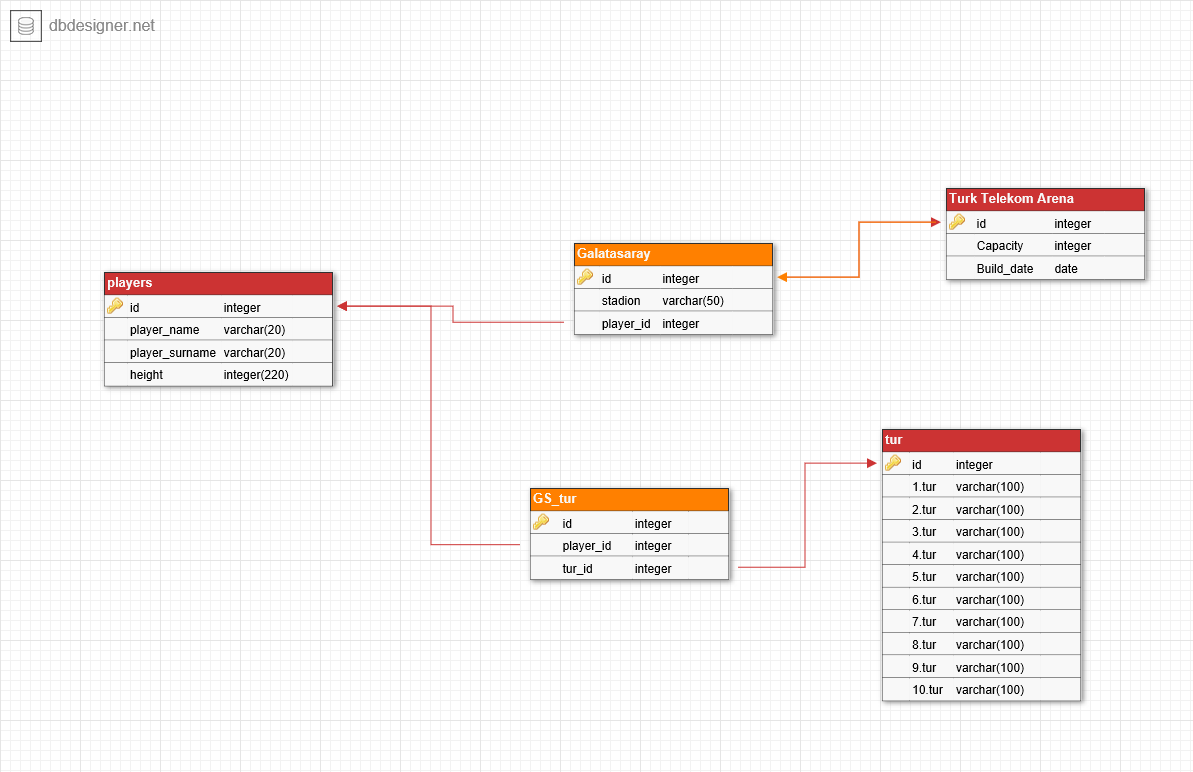 dbdesigner.net
Turk Telekom Arena
id integer
Capacity integer
Build_date date
Galatasaray
id integer
stadion varchar(50)
player_id integer
players
id integer
player_name varchar(20)
player_surname varchar(20)
height integer(220)
tur
id integer
1.tur varchar(100)
2.tur varchar(100)
3.tur varchar(100)
4.tur varchar(100)
5.tur varchar(100)
6.tur varchar(100)
7.tur varchar(100)
8.tur varchar(100)
9.tur varchar(100)
10.tur varchar(100)
GS_tur
id integer
player_id integer
tur_id integer